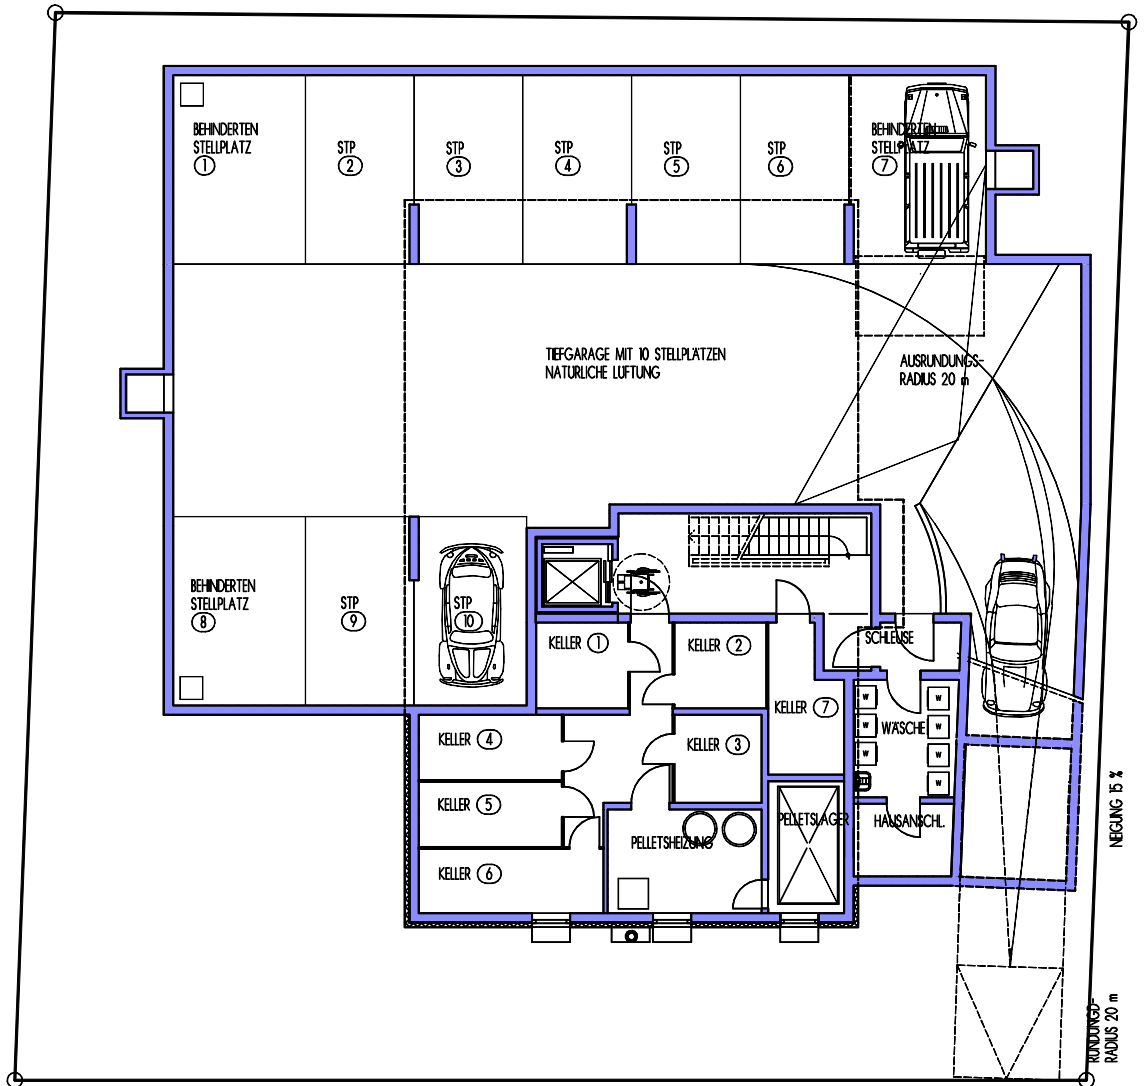 BEHINDERTEN
STELLPLATZ
1
STP
2
STP
3
STP
4
STP
5
STP
6
BEHINDERTEN
STELLPLATZ
7
TIEFGARAGE MIT 10 STELLPLÄTZEN
NATÜRLICHE LÜFTUNG
AUSRUNDUNGS-
RADIUS 20 m
BEHINDERTEN
STELLPLATZ
8
STP
9
STP
10
KELLER 1
KELLER 2
SCHLEUSE
KELLER 7
W W
W W
WÄSCHE
W W
W
KELLER 4
KELLER 3
KELLER 5
PELLETSHEIZUNG
PELLETSLAGER
HAUSANSCHL.
KELLER 6
NEIGUNG 15 %
RUNDUNGD-
RADIUS 20 m